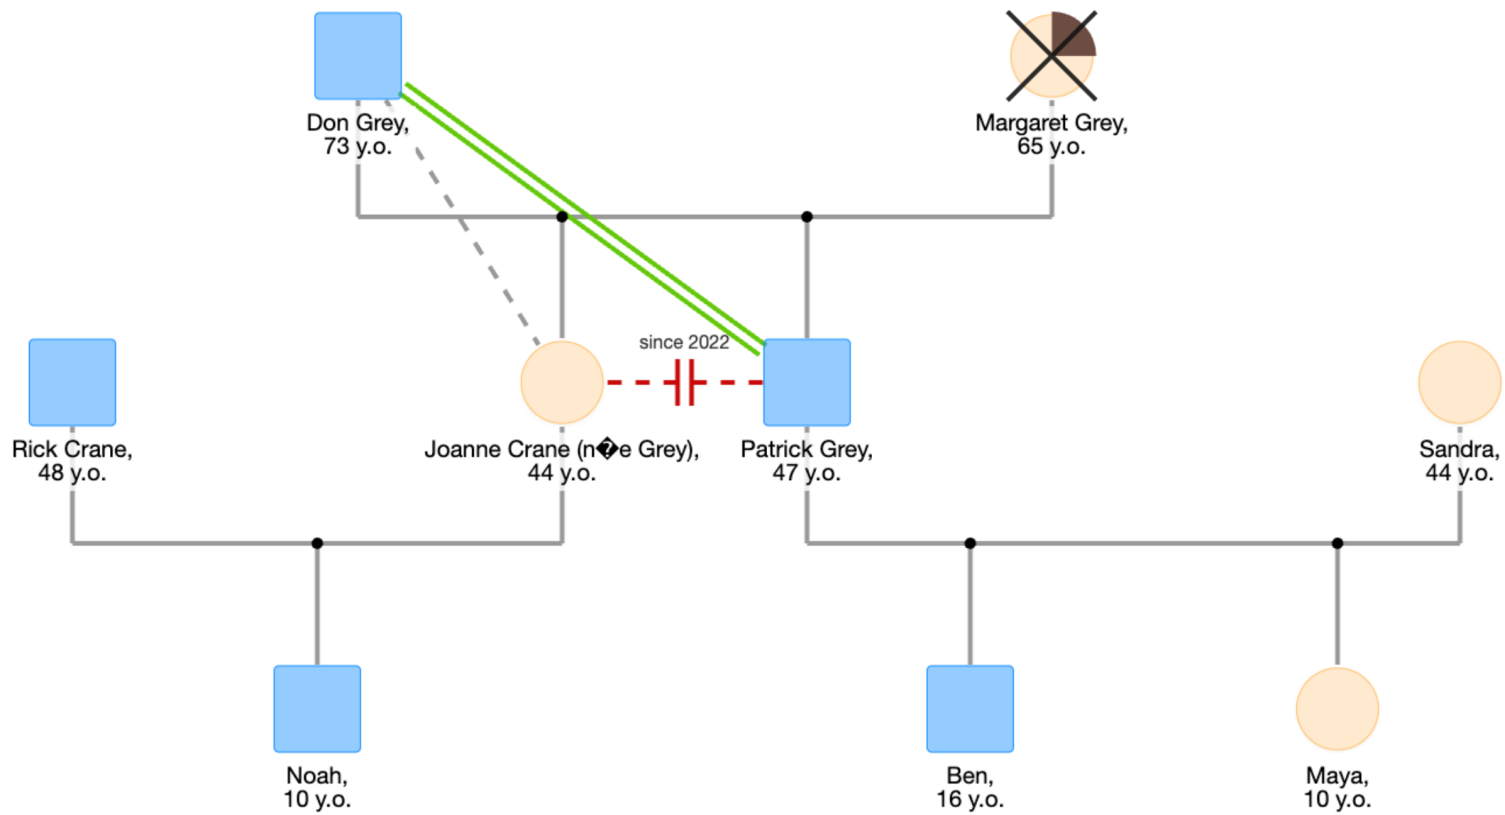 Don Grey,
73 y.o.
Margaret Grey,
65 y.o.
since 2022
Rick Crane,
48 y.o.
Joanne Crane (n�e Grey),
44 y.o.
Patrick Grey,
47 y.o.
Sandra,
44 y.o.
Noah,
10 y.o.
Ben,
16 y.o.
Maya,
10 y.o.